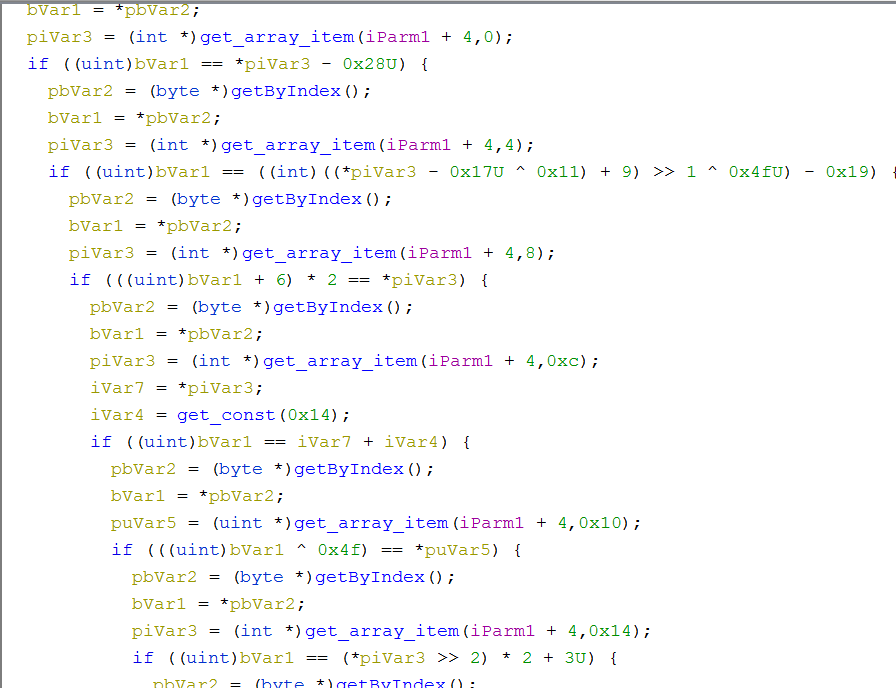 bVar1 = *pbVar2;
piVar3 = (int *)get_array_item(iParm1 + 4,0);
if ((uint)bVar1 == *piVar3 - 0x28U) {
pbVar2 = (byte *)getByIndex();
bVar1 = *pbVar2;
piVar3 = (int *)get_array_item(iParm1 + 4,4);
if ((uint)bVar1 == ((int)((*piVar3 - 0x17U ^ 0x11) + 9) >> 1 ^ 0x4fU) - 0x19) {
pbVar2 = (byte *)getByIndex();
bVar1 = *pbVar2;
piVar3 = (int *)get_array_item(iParm1 + 4,8);
if (((uint)bVar1 + 6) * 2 == *piVar3) {
pbVar2 = (byte *)getByIndex();
bVar1 = *pbVar2;
piVar3 = (int *)get_array_item(iParm1 + 4,0xc);
iVar7 = *piVar3;
iVar4 = get_const(0x14);
if ((uint)bVar1 == iVar7 + iVar4) {
pbVar2 = (byte *)getByIndex();
bVar1 = *pbVar2;
puVar5 = (uint *)get_array_item(iParm1 + 4,0x10);
if (((uint)bVar1 ^ 0x4f) == *puVar5) {
pbVar2 = (byte *)getByIndex();
bVar1 = *pbVar2;
piVar3 = (int *)get_array_item(iParm1 + 4,0x14);
if ((uint)bVar1 == (*piVar3 >> 2) * 2 + 3U) {
pbVar2 = (byte *)getByIndex();